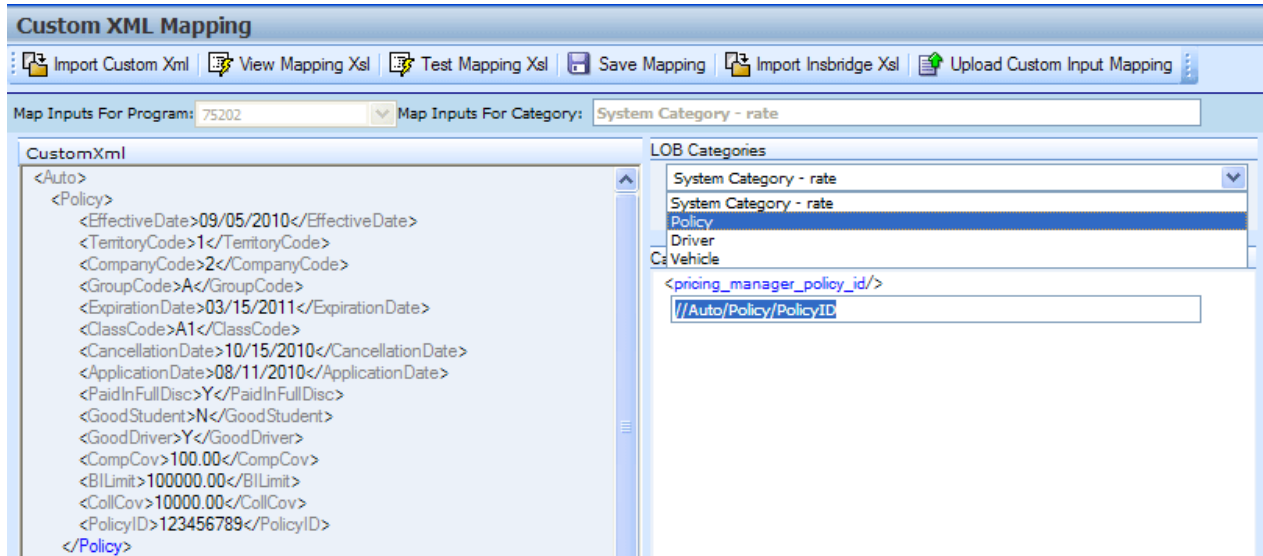 Custom XML Mapping
Import Custom Xml View Mapping Xsl Test Mapping Xsl Save Mapping Import Insbridge Xsl Upload Custom Input Mapping
Map Inputs For Program: 75202 Map Inputs For Category: System Category - rate
CustomXml
<Auto>
<Policy>
<EffectiveDate>09/05/2010</EffectiveDate>
<TerritoryCode>1</TerritoryCode>
<CompanyCode>2</CompanyCode>
<GroupCode>A</GroupCode>
<ExpirationDate>03/15/2011</ExpirationDate>
<ClassCode>A1</ClassCode>
<CancellationDate>10/15/2010</CancellationDate>
<ApplicationDate>08/11/2010</ApplicationDate>
<PaidInFullDisc>Y</PaidInFullDisc>
<GoodStudent>N</GoodStudent>
<GoodDriver>Y</GoodDriver>
<CompCov>100.00</CompCov>
<BILimit>100000.00</BILimit>
<CollCov>10000.00</CollCov>
<PolicyID>123456789</PolicyID>
</Policy>
LOB Categories
System Category - rate
System Category - rate
Policy
Driver
Vehicle
<pricing_manager_policy_id/>
//Auto/Policy/PolicyID